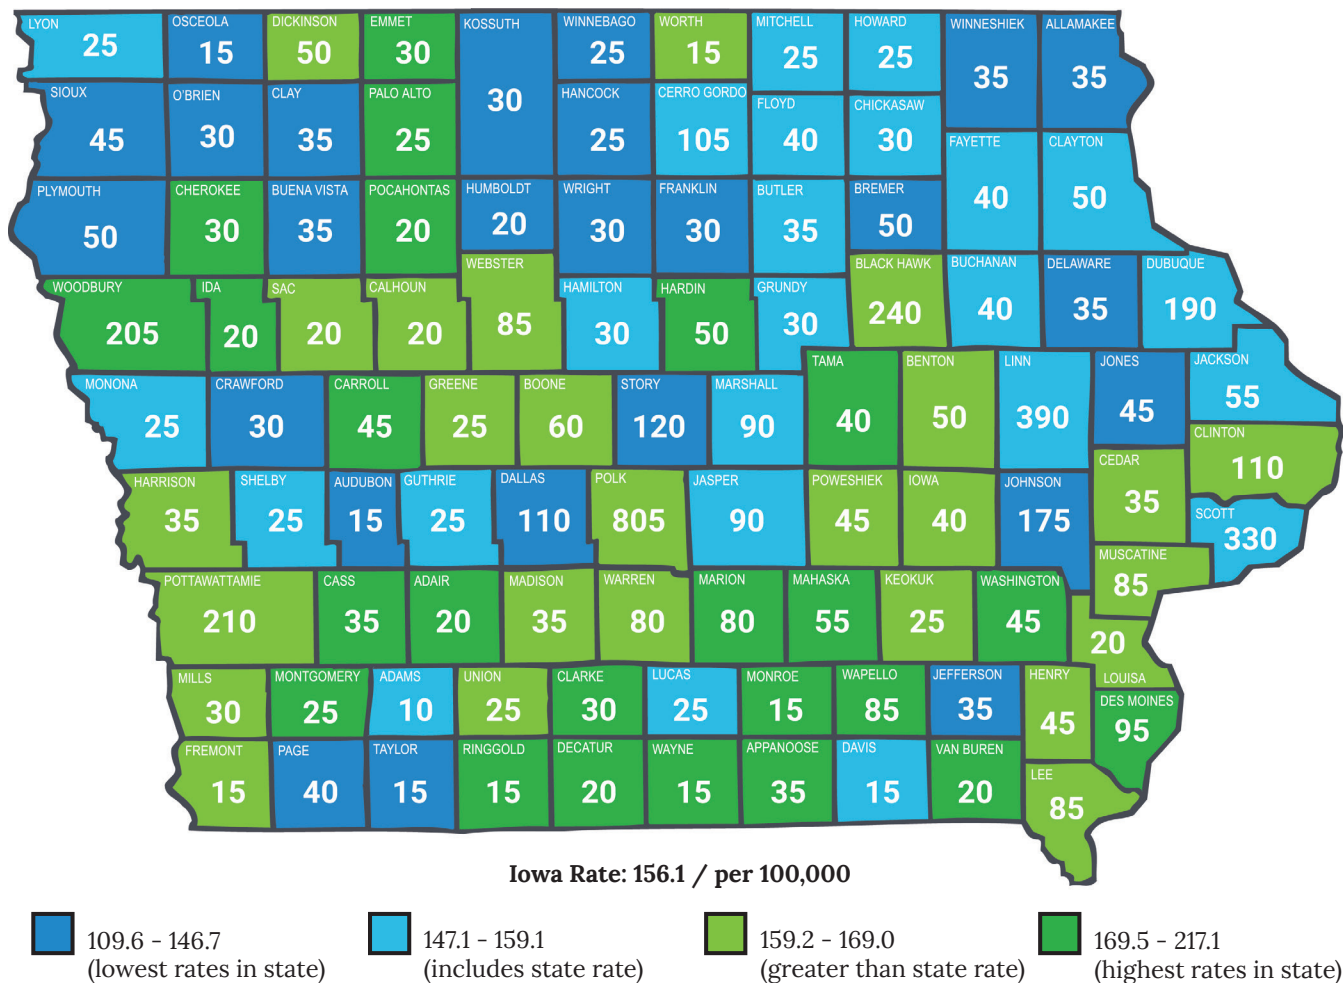 LYON
OSCEOLA
DICKINSON
EMMET
KOSSUTH
WINNEBAGO
WORTH
MITCHELL
HOWARD
WINNESHIEK
ALLAMAKEE
25
15
50
30
30
25
15
25
25
35
35
SIOUX
O'BRIEN
CLAY
PALO ALTO
HANCOCK
CERRO GORDO
FLOYD
CHICKASAW
FAYETTE
CLAYTON
45
30
35
25
25
105
40
30
40
50
PLYMOUTH
CHEROKEE
BUENA VISTA
POCAHONTAS
HUMBOLDT
WRIGHT
FRANKLIN
BUTLER
BREMER
50
30
35
20
20
30
30
35
50
WOODBURY
IDA
SAC
CALHOUN
WEBSTER
HAMILTON
HARDIN
GRUNDY
BLACK HAWK
BUCHANAN
DELAWARE
DUBUQUE
205
20
20
20
85
30
50
30
240
40
35
190
MONONA
CRAWFORD
CARROLL
GREENE
BOONE
STORY
MARSHALL
TAMA
BENTON
LINN
JONES
JACKSON
25
30
45
25
60
120
90
40
50
390
45
55
CLINTON
110
HARRISON
SHELBY
AUDUBON
GUTHRIE
DALLAS
POLK
JASPER
POWESHIEK
IOWA
JOHNSON
CEDAR
SCOTT
35
25
15
25
110
805
90
45
40
175
35
330
MUSCATINE
85
POTTAWATTAMIE
CASS
ADAIR
MADISON
WARREN
MARION
MAHASKA
KEOKUK
WASHINGTON
210
35
20
35
80
80
55
25
45
20
LOUISA
MILLS
MONTGOMERY
ADAMS
UNION
CLARKE
LUCAS
MONROE
WAPELLO
JEFFERSON
HENRY
DES MOINES
30
25
10
25
30
25
15
85
35
45
95
FREMONT
PAGE
TAYLOR
RINGGOLD
DECATUR
WAYNE
APPANOOSE
DAVIS
VAN BUREN
LEE
15
40
15
15
20
15
35
15
20
85
Iowa Rate: 156.1 / per 100,000
109.6 - 146.7
(lowest rates in state)
147.1 - 159.1
(includes state rate)
159.2 - 169.0
(greater than state rate)
169.5 - 217.1
(highest rates in state)